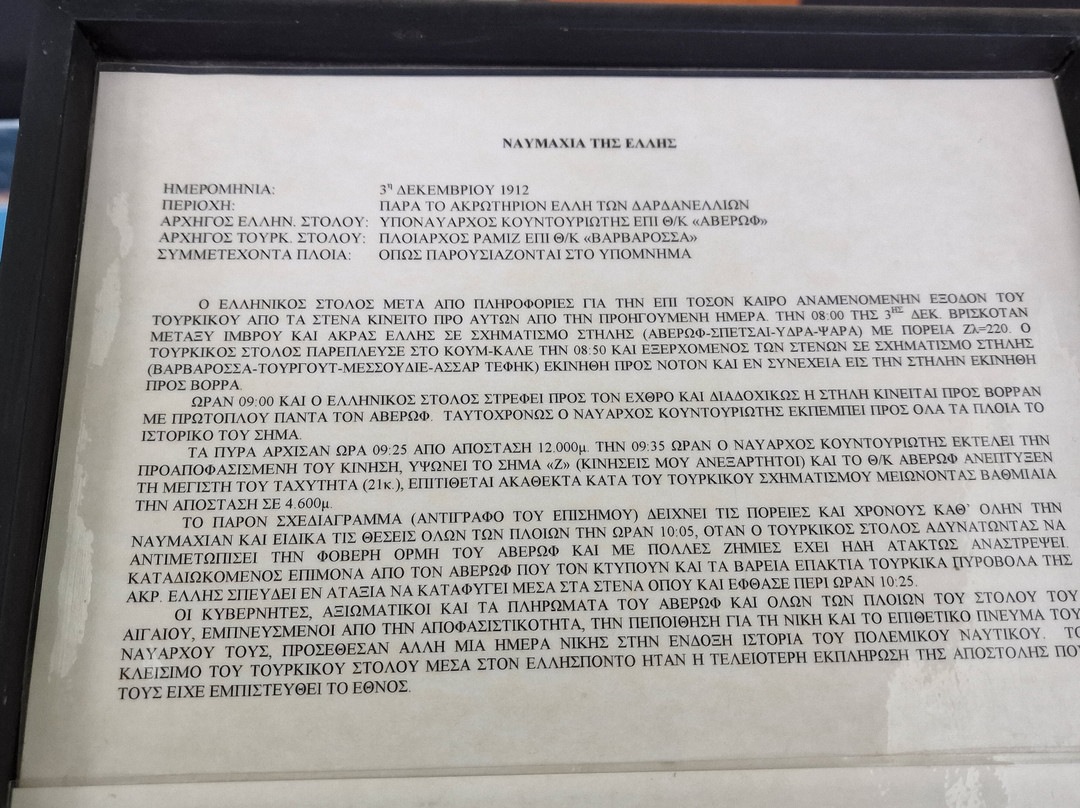 ΝΑΥΜΑΧΙΑ ΤΗΣ ΕΛΛΗΣ
ΗΜΕΡΟΜΗΝΙΑ: 3η ΔΕΚΕΜΒΡΙΟΥ 1912
ΠΕΡΙΟΧΗ: ΠΑΡΑ ΤΟ ΑΚΡΩΤΗΡΙΟΝ ΕΛΛΗ ΤΩΝ ΔΑΡΔΑΝΕΛΛΙΩΝ
ΑΡΧΗΓΟΣ ΕΛΛΗΝ. ΣΤΟΛΟΥ: ΥΠΟΝΑΥΑΡΧΟΣ ΚΟΥΝΤΟΥΡΙΩΤΗΣ ΕΠΙ Θ/Κ «ΑΒΕΡΩΦ»
ΑΡΧΗΓΟΣ ΤΟΥΡΚ. ΣΤΟΛΟΥ: ΠΛΟΙΑΡΧΟΣ ΡΑΜΙΖ ΕΠΙ Θ/Κ «ΒΑΡΒΑΡΟΣΣΑ»
ΣΥΜΜΕΤΕΧΟΝΤΑ ΠΛΟΙΑ: ΟΠΩΣ ΠΑΡΟΥΣΙΑΖΟΝΤΑΙ ΣΤΟ ΥΠΟΜΝΗΜΑ
Ο ΕΛΛΗΝΙΚΟΣ ΣΤΟΛΟΣ ΜΕΤΑ ΑΠΟ ΠΛΗΡΟΦΟΡΙΕΣ ΓΙΑ ΤΗΝ ΕΠΙ ΤΟΣΟΝ ΚΑΙΡΟ ΑΝΑΜΕΝΟΜΕΝΗΝ ΕΞΟΔΟΝ ΤΟΥ
ΤΟΥΡΚΙΚΟΥ ΑΠΟ ΤΑ ΣΤΕΝΑ ΚΙΝΕΙΤΟ ΠΡΟ ΑΥΤΩΝ ΑΠΟ ΤΗΝ ΠΡΟΗΓΟΥΜΕΝΗ ΗΜΕΡΑ. ΤΗΝ 08:00 ΤΗΣ 3ΗΣ ΔΕΚ. ΒΡΙΣΚΟΤΑΝ
ΜΕΤΑΞΥ ΙΜΒΡΟΥ ΚΑΙ ΑΚΡΑΣ ΕΛΛΗΣ ΣΕ ΣΧΗΜΑΤΙΣΜΟ ΣΤΗΛΗΣ (ΑΒΕΡΩΦ-ΣΠΕΤΣΑΙ-ΥΔΡΑ-ΨΑΡΑ) ΜΕ ΠΟΡΕΙΑ Ζλ=220. Ο
ΤΟΥΡΚΙΚΟΣ ΣΤΟΛΟΣ ΠΑΡΕΠΛΕΥΣΕ ΣΤΟ ΚΟΥΜ-ΚΑΛΕ ΤΗΝ 08:50 ΚΑΙ ΕΞΕΡΧΟΜΕΝΟΣ ΤΩΝ ΣΤΕΝΩΝ ΣΕ ΣΧΗΜΑΤΙΣΜΟ ΣΤΗΛΗΣ
(ΒΑΡΒΑΡΟΣΣΑ-ΤΟΥΡΓΟΥΤ-ΜΕΣΣΟΥΔΙΕ-ΑΣΣΑΡ ΤΕΦΗΚ) ΕΚΙΝΗΘΗ ΠΡΟΣ ΝΟΤΟΝ ΚΑΙ ΕΝ ΣΥΝΕΧΕΙΑ ΕΙΣ ΤΗΝ ΣΤΗΛΗΝ ΕΚΙΝΗΘΗ
ΠΡΟΣ ΒΟΡΡΑ.
ΩΡΑΝ 09:00 ΚΑΙ Ο ΕΛΛΗΝΙΚΟΣ ΣΤΟΛΟΣ ΣΤΡΕΦΕΙ ΠΡΟΣ ΤΟΝ ΕΧΘΡΟ ΚΑΙ ΔΙΑΔΟΧΙΚΩΣ Η ΣΤΗΛΗ ΚΙΝΕΙΤΑΙ ΠΡΟΣ ΒΟΡΡΑΝ
ΜΕ ΠΡΩΤΟΠΛΟΥ ΠΑΝΤΑ ΤΟΝ ΑΒΕΡΩΦ. ΤΑΥΤΟΧΡΟΝΩΣ Ο ΝΑΥΑΡΧΟΣ ΚΟΥΝΤΟΥΡΙΩΤΗΣ ΕΚΠΕΜΠΕΙ ΠΡΟΣ ΟΛΑ ΤΑ ΠΛΟΙΑ ΤΟ
ΙΣΤΟΡΙΚΟ ΤΟΥ ΣΗΜΑ.
ΤΑ ΠΥΡΑ ΑΡΧΙΣΑΝ ΩΡΑ 09:25 ΑΠΟ ΑΠΟΣΤΑΣΗ 12.000μ. ΤΗΝ 09:35 ΩΡΑΝ Ο ΝΑΥΑΡΧΟΣ ΚΟΥΝΤΟΥΡΙΩΤΗΣ ΕΚΤΕΛΕΙ ΤΗΝ
ΠΡΟΑΠΟΦΑΣΙΣΜΕΝΗ ΤΟΥ ΚΙΝΗΣΗ, ΥΨΩΝΕΙ ΤΟ ΣΗΜΑ «Ζ» (ΚΙΝΗΣΕΙΣ ΜΟΥ ΑΝΕΞΑΡΤΗΤΟΙ) ΚΑΙ ΤΟ Θ/Κ ΑΒΕΡΩΦ ΑΝΕΠΤΥΞΕΝ
ΤΗ ΜΕΓΙΣΤΗ ΤΟΥ ΤΑΧΥΤΗΤΑ (21κ.), ΕΠΙΤΙΘΕΤΑΙ ΑΚΑΘΕΚΤΑ ΚΑΤΑ ΤΟΥ ΤΟΥΡΚΙΚΟΥ ΣΧΗΜΑΤΙΣΜΟΥ ΜΕΙΩΝΟΝΤΑΣ ΒΑΘΜΙΑΙΑ
ΤΗΝ ΑΠΟΣΤΑΣΗ ΣΕ 4.600μ.
ΤΟ ΠΑΡΟΝ ΣΧΕΔΙΑΓΡΑΜΜΑ (ΑΝΤΙΓΡΑΦΟ ΤΟΥ ΕΠΙΣΗΜΟΥ) ΔΕΙΧΝΕΙ ΤΙΣ ΠΟΡΕΙΕΣ ΚΑΙ ΧΡΟΝΟΥΣ ΚΑΘ' ΟΛΗΝ ΤΗΝ
ΝΑΥΜΑΧΙΑΝ ΚΑΙ ΕΙΔΙΚΑ ΤΙΣ ΘΕΣΕΙΣ ΟΛΩΝ ΤΩΝ ΠΛΟΙΩΝ ΤΗΝ ΩΡΑΝ 10:05, ΟΤΑΝ Ο ΤΟΥΡΚΙΚΟΣ ΣΤΟΛΟΣ ΑΔΥΝΑΤΩΝΤΑΣ ΝΑ
ΑΝΤΙΜΕΤΩΠΙΣΕΙ ΤΗΝ ΦΟΒΕΡΗ ΟΡΜΗ ΤΟΥ ΑΒΕΡΩΦ ΚΑΙ ΜΕ ΠΟΛΛΕΣ ΖΗΜΙΕΣ ΕΧΕΙ ΗΔΗ ΑΤΑΚΤΩΣ ΑΝΑΣΤΡΕΨΕΙ.
ΚΑΤΑΔΙΩΚΟΜΕΝΟΣ ΕΠΙΜΟΝΑ ΑΠΟ ΤΟΝ ΑΒΕΡΩΦ ΠΟΥ ΤΟΝ ΚΤΥΠΟΥΝ ΚΑΙ ΤΑ ΒΑΡΕΙΑ ΕΠΑΚΤΙΑ ΤΟΥΡΚΙΚΑ ΠΥΡΟΒΟΛΑ ΤΗΣ
ΑΚΡ. ΕΛΛΗΣ ΣΠΕΥΔΕΙ ΕΝ ΑΤΑΞΙΑ ΝΑ ΚΑΤΑΦΥΓΕΙ ΜΕΣΑ ΣΤΑ ΣΤΕΝΑ ΟΠΟΥ ΚΑΙ ΕΦΘΑΣΕ ΠΕΡΙ ΩΡΑΝ 10:25.
ΟΙ ΚΥΒΕΡΝΗΤΕΣ, ΑΞΙΩΜΑΤΙΚΟΙ ΚΑΙ ΤΑ ΠΛΗΡΩΜΑΤΑ ΤΟΥ ΑΒΕΡΩΦ ΚΑΙ ΟΛΩΝ ΤΩΝ ΠΛΟΙΩΝ ΤΟΥ ΣΤΟΛΟΥ ΤΟΥ
ΑΙΓΑΙΟΥ, ΕΜΠΝΕΥΣΜΕΝΟΙ ΑΠΟ ΤΗΝ ΑΠΟΦΑΣΙΣΤΙΚΟΤΗΤΑ, ΤΗΝ ΠΕΠΟΙΘΗΣΗ ΓΙΑ ΤΗ ΝΙΚΗ ΚΑΙ ΤΟ ΕΠΙΘΕΤΙΚΟ ΠΝΕΥΜΑ ΤΟΥ
ΝΑΥΑΡΧΟΥ ΤΟΥΣ, ΠΡΟΣΕΘΕΣΑΝ ΑΛΛΗ ΜΙΑ ΗΜΕΡΑ ΝΙΚΗΣ ΣΤΗΝ ΕΝΔΟΞΗ ΙΣΤΟΡΙΑ ΤΟΥ ΠΟΛΕΜΙΚΟΥ ΝΑΥΤΙΚΟΥ. ΤΟ
ΚΛΕΙΣΙΜΟ ΤΟΥ ΤΟΥΡΚΙΚΟΥ ΣΤΟΛΟΥ ΜΕΣΑ ΣΤΟΝ ΕΛΛΗΣΠΟΝΤΟ ΗΤΑΝ Η ΤΕΛΕΙΟΤΕΡΗ ΕΚΠΛΗΡΩΣΗ ΤΗΣ ΑΠΟΣΤΟΛΗΣ ΠΟΥ
ΤΟΥΣ ΕΙΧΕ ΕΜΠΙΣΤΕΥΘΕΙ ΤΟ ΕΘΝΟΣ.